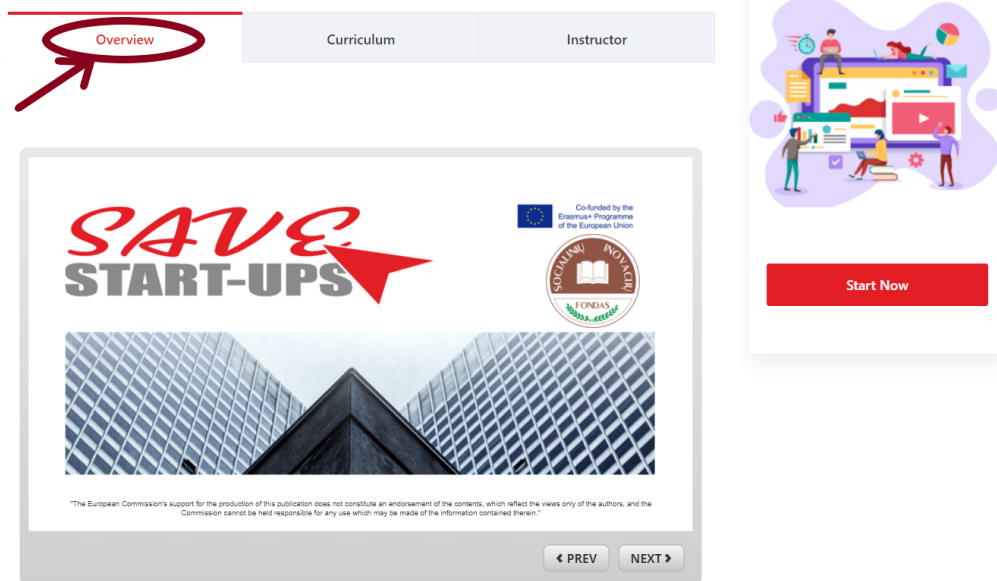 Overview
Curriculum
Instructor
SAVE
START-UPS
Co-funded by the
Erasmus+ Programme
of the European Union
SOCIALINIŲ INOVACIJŲ
FONDAS
"The European Commission's support for the production of this publication does not constitute an endorsement of the contents, which reflect the views only of the authors, and the
Commission cannot be held responsible for any use which may be made of the information contained therein."
PREV
NEXT
Start Now